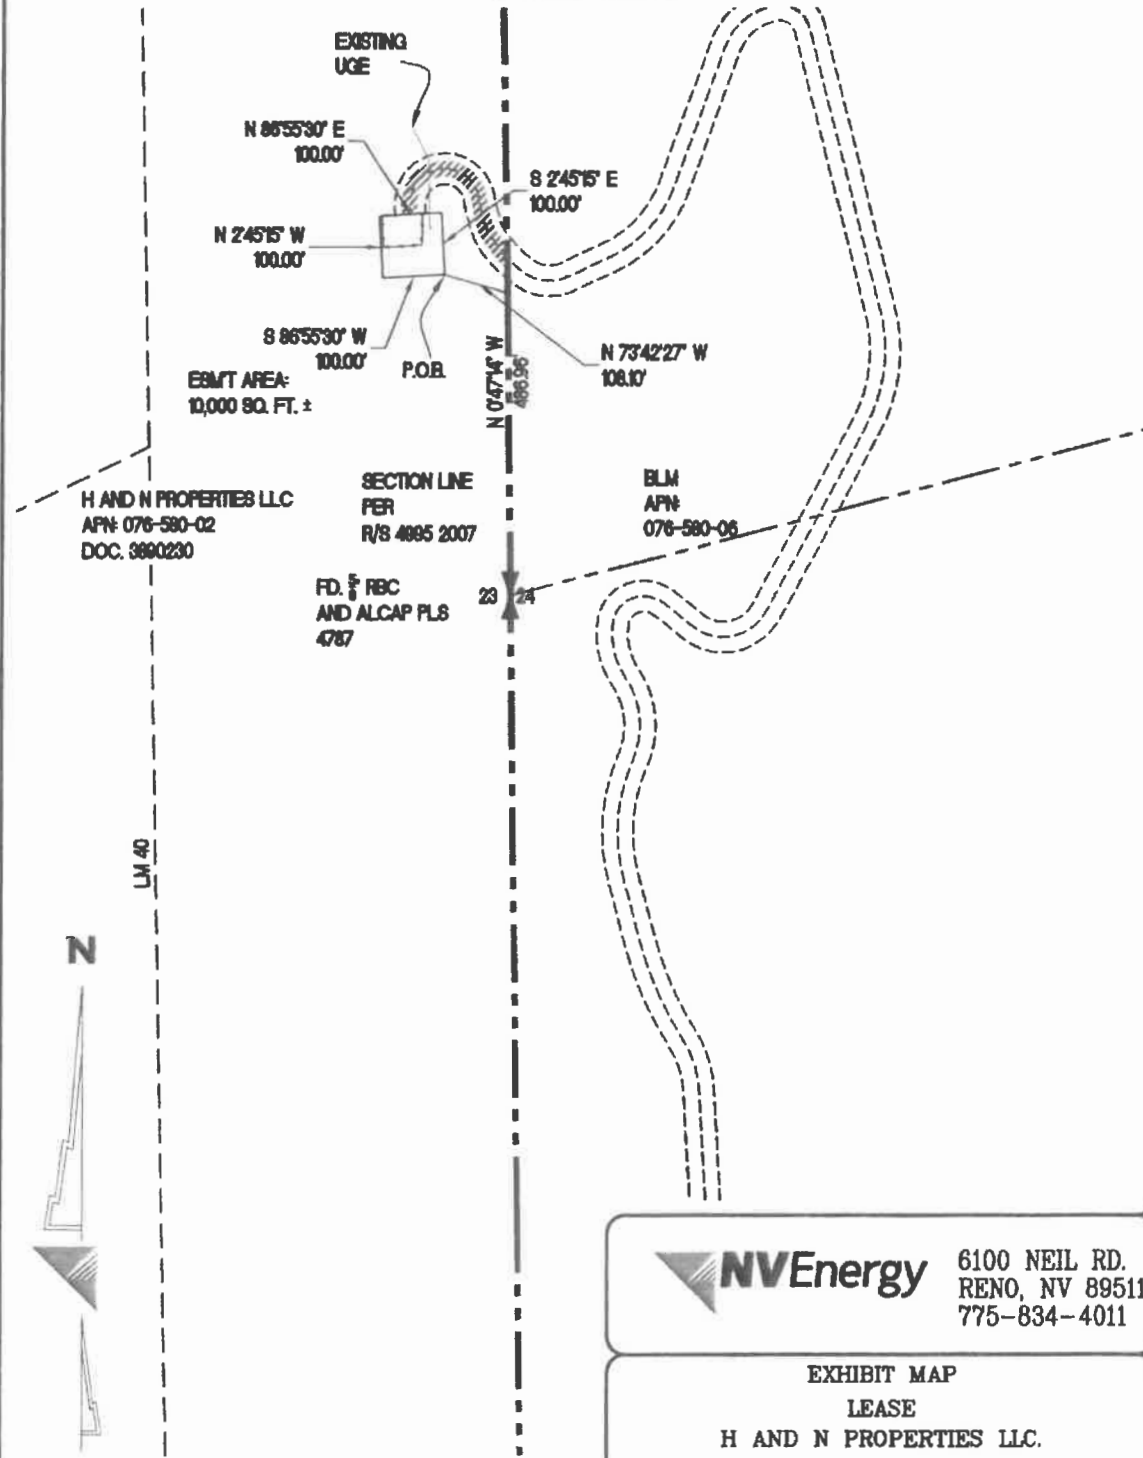 EXISTING
UGE
N 86°55'30" E
100.00'
S 2°45'15" E
100.00'
N 2°45'15" W
100.00'
S 86°55'30" W
100.00'
P.O.B.
N 0°47'14" W
486.96'
N 73°42'27" W
108.10'
ESM'T AREA:
10,000 SQ. FT. ±
H AND N PROPERTIES LLC
APN: 076-580-02
DOC. 3890230
SECTION LINE
PER
R/S 4995 2007
BLM
APN:
076-580-06
FD. 5/8 RBC
AND ALCAP PLS
4787
23 24
LM 40
N
NVEnergy
6100 NEIL RD.
RENO, NV 89511
775-834-4011
EXHIBIT MAP
LEASE
H AND N PROPERTIES LLC.